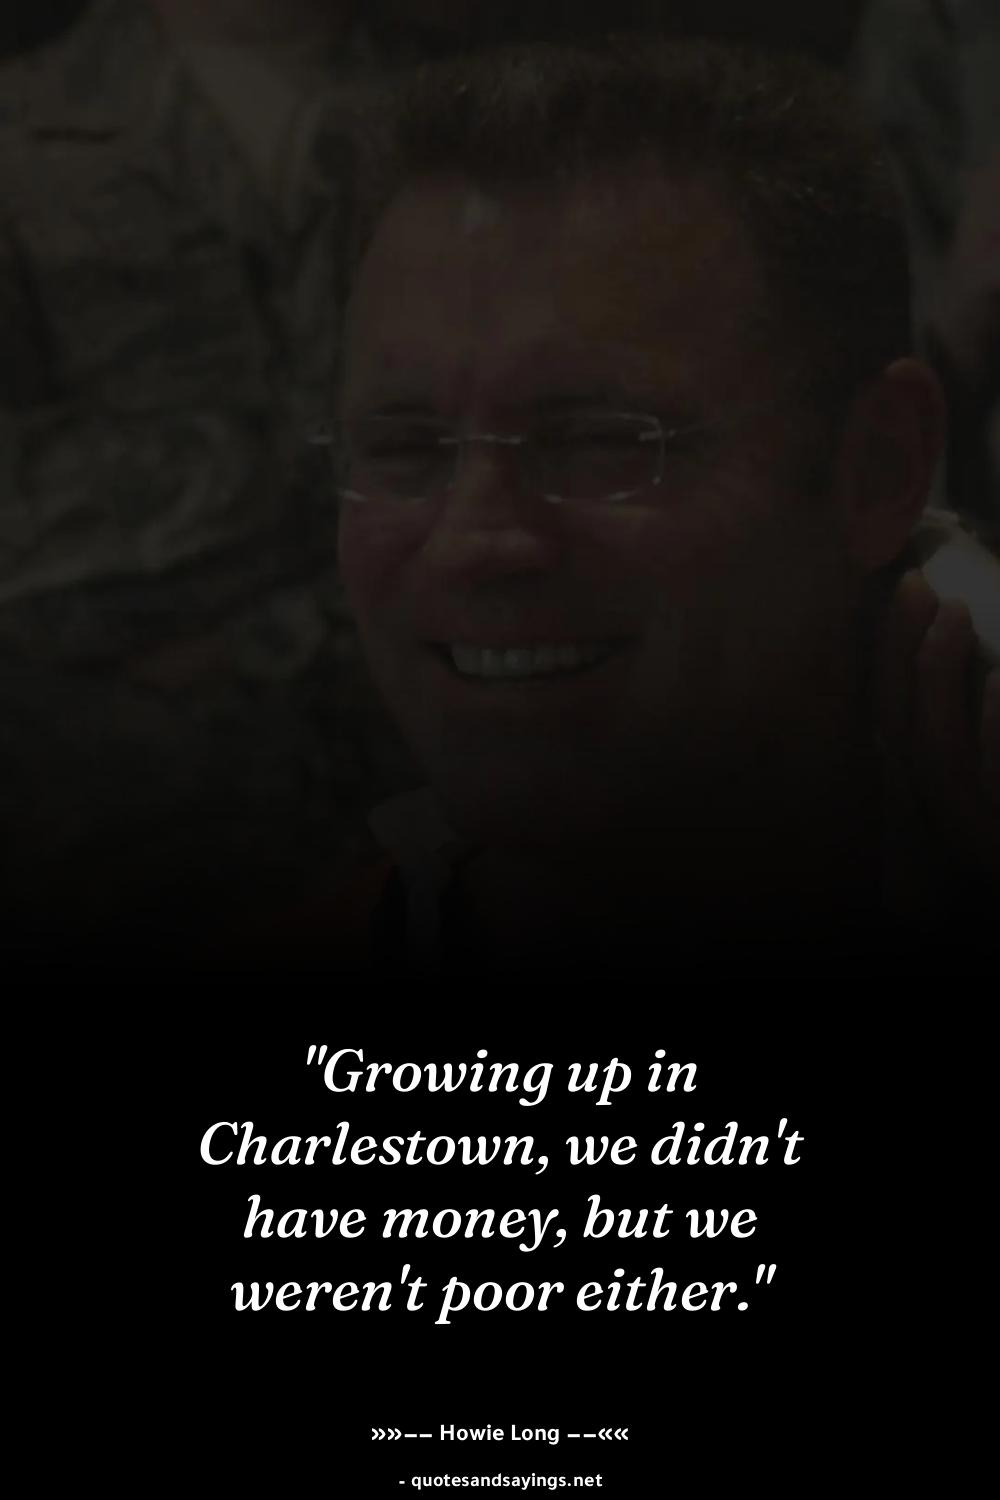 "Growing up in
Charlestown, we didn't
have money, but we
weren't poor either."
»»–– Howie Long ––««
- quotesandsayings.net